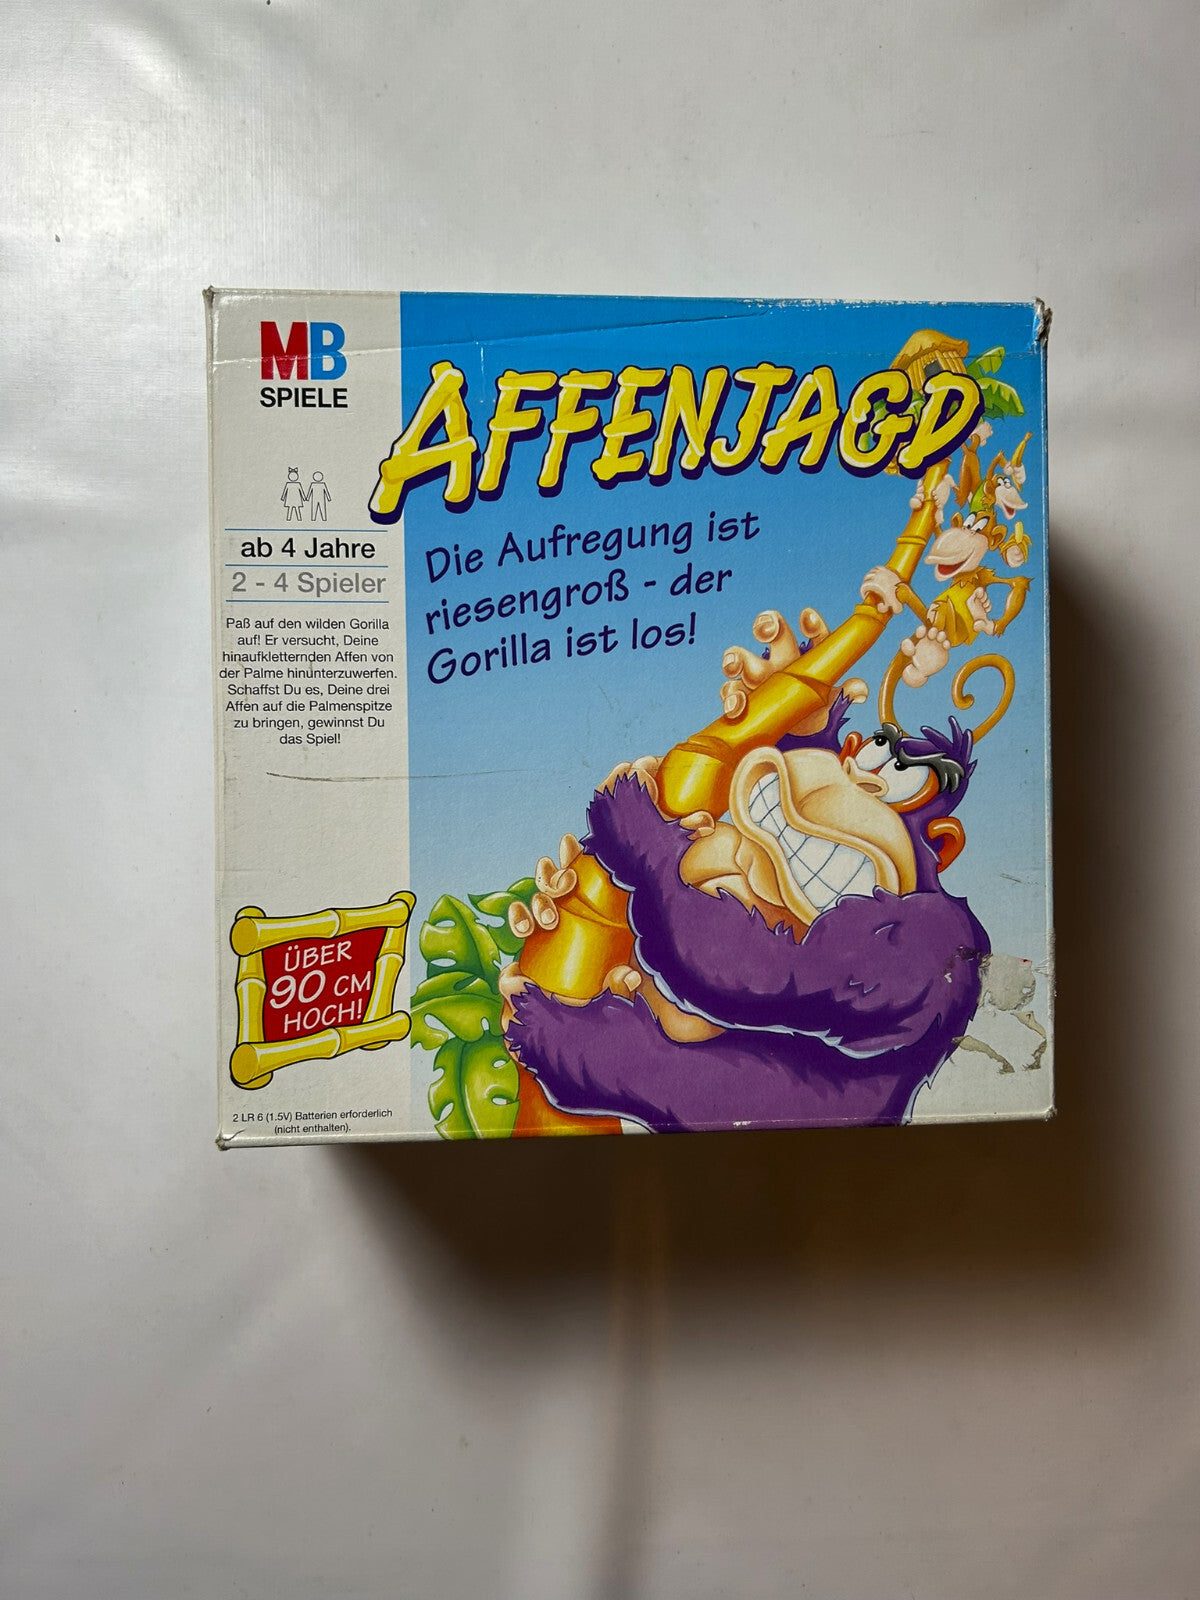 MB
SPIELE
AFFENJAGD
Die Aufregung ist
riesengroß - der
Gorilla ist los!
ab 4 Jahre
2 - 4 Spieler
Paß auf den wilden Gorilla
auf! Er versucht, Deine
hinaufkletternden Affen von
der Palme hinunterzuwerfen.
Schaffst Du es, Deine drei
Affen auf die Palmenspitze
zu bringen, gewinnst Du
das Spiel!
ÜBER
90 CM
HOCH!
2 LR 6 (1.5V) Batterien erforderlich
(nicht enthalten).